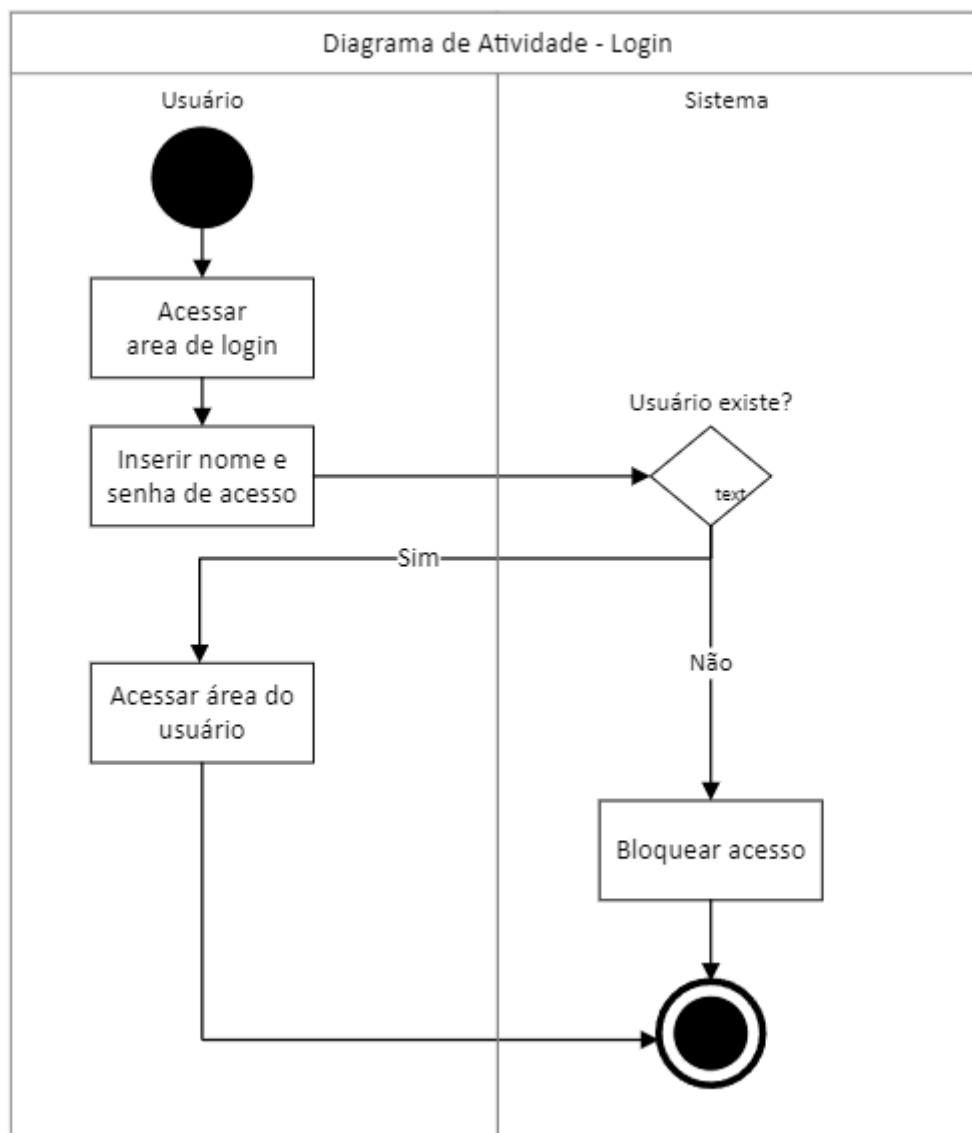 Diagrama de Atividade - Login
Usuário
Sistema
Acessar
area de login
Usuário existe?
Inserir nome e
senha de acesso
text
Sim
Não
Acessar área do
usuário
Bloquear acesso